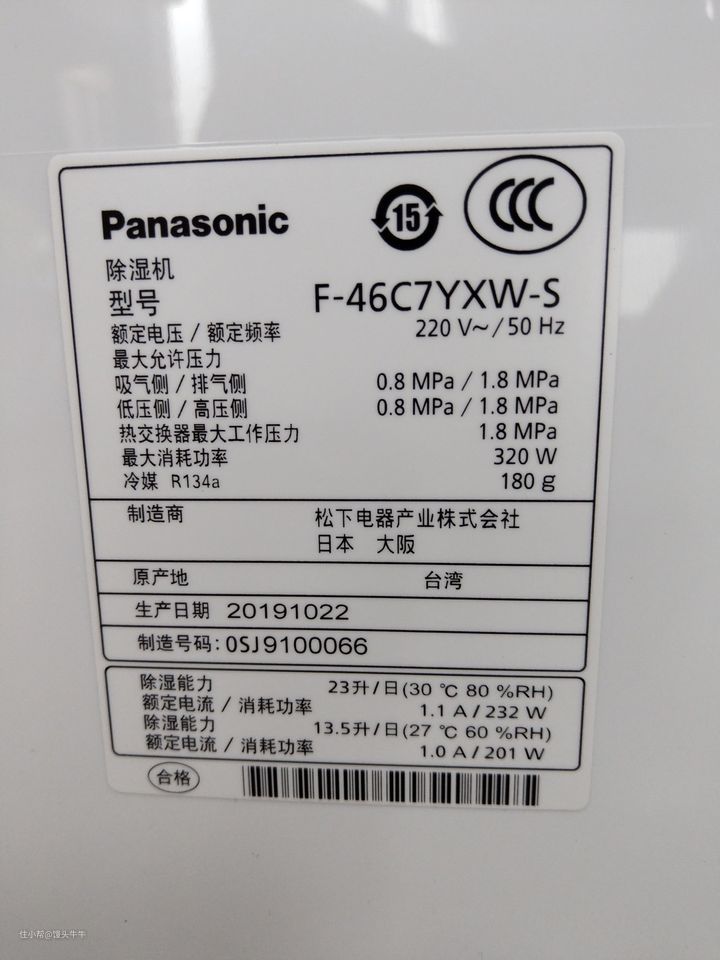 Panasonic
15
CCC
除湿机
型号 F-46C7YXW-S
额定电压 / 额定频率 220 V~/50 Hz
最大允许压力
吸气侧 / 排气侧 0.8 MPa / 1.8 MPa
低压侧 / 高压侧 0.8 MPa / 1.8 MPa
热交换器最大工作压力 1.8 MPa
最大消耗功率 320 W
冷媒 R134a 180 g
制造商 松下电器产业株式会社
日本 大阪
原产地 台湾
生产日期 20191022
制造号码:0SJ9100066
除湿能力 23升/日(30 ℃ 80 %RH)
额定电流 / 消耗功率 1.1 A/232 W
除湿能力 13.5升/日(27 ℃ 60 %RH)
额定电流 / 消耗功率 1.0 A/201 W
合格
住小帮@馒头牛牛